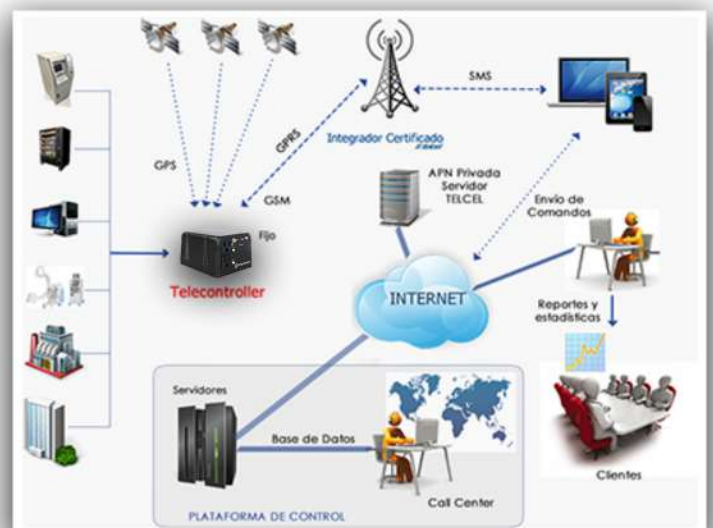 SMS
GPRS
Integrador Certificado
GPS
GSM
APN Privada
Servidor
TELCEL
Envío de
Comandos
Fijo
Telecontroller
INTERNET
Reportes y
estadísticas
Servidores
Base de Datos
Call Center
Clientes
PLATAFORMA DE CONTROL